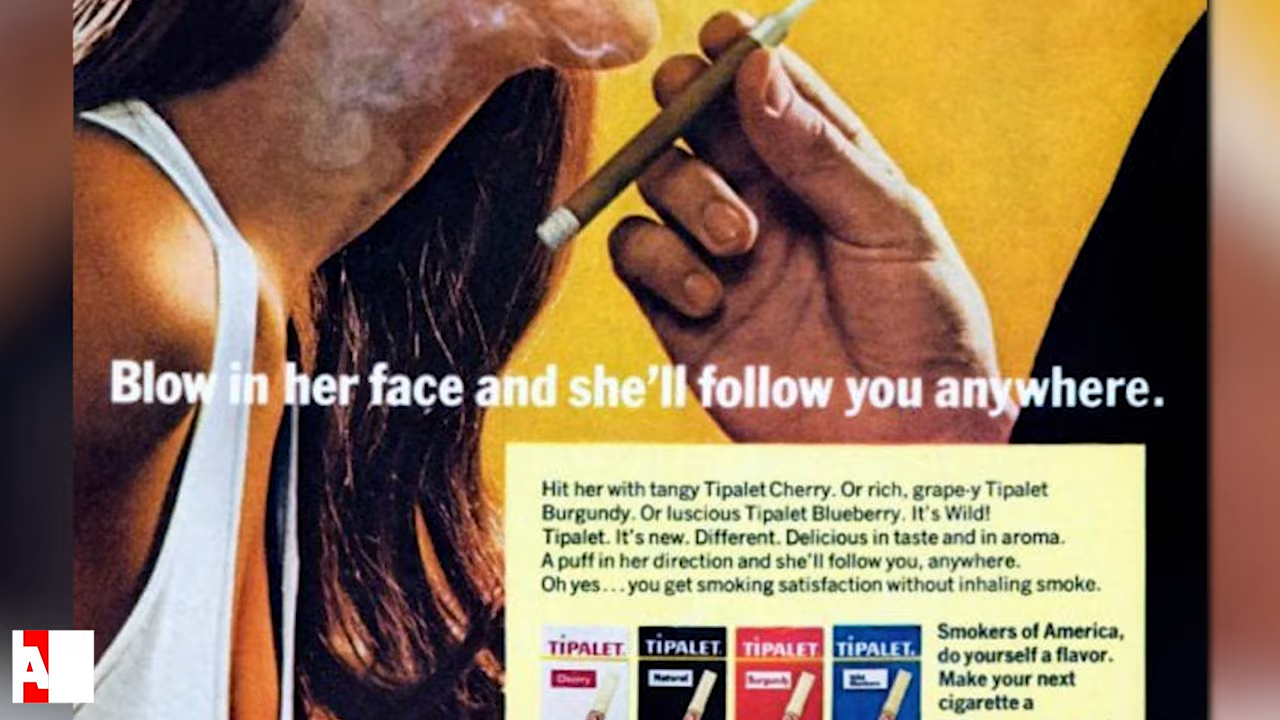 Blow in her face and she'll follow you anywhere.
Hit her with tangy Tipalet Cherry. Or rich, grape-y Tipalet
Burgundy. Or luscious Tipalet Blueberry. It's Wild!
Tipalet. It's new. Different. Delicious in taste and in aroma.
A puff in her direction and she'll follow you, anywhere.
Oh yes...you get smoking satisfaction without inhaling smoke.
TiPALET. TiPALET. TiPALET TiPALET.
Cherry Natural Burgundy
Smokers of America,
do yourself a flavor.
Make your next
cigarette a
A